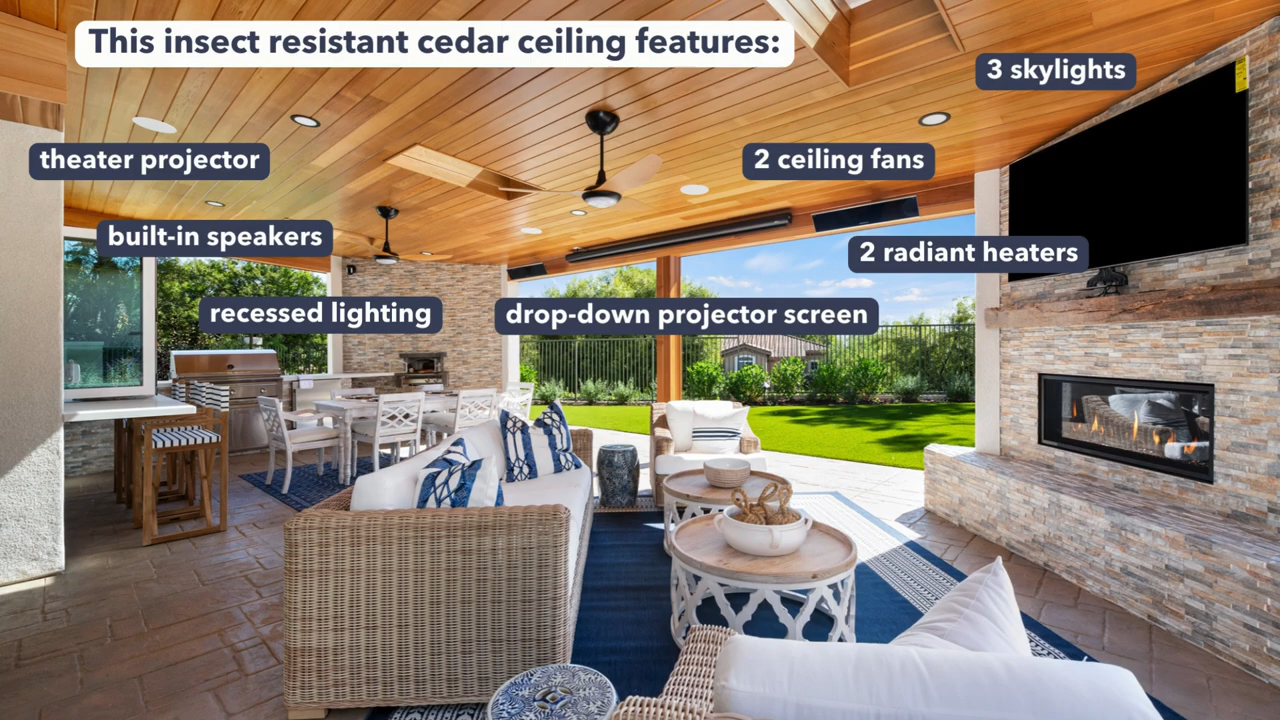 This insect resistant cedar ceiling features:
3 skylights
theater projector
2 ceiling fans
built-in speakers
2 radiant heaters
recessed lighting
drop-down projector screen